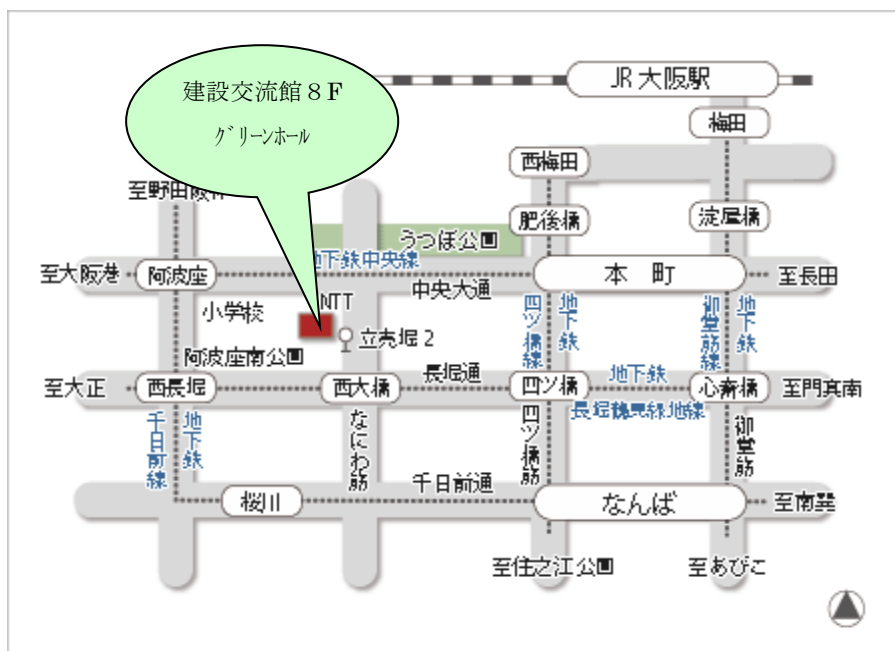 建設交流館８F
グリーンホール
JR大阪駅
梅田
西梅田
至野田阪神
肥後橋
淀屋橋
うつぼ公園
地下鉄中央線
至大阪港
阿波座
本町
至長田
中央大通
NTT
小学校
立売堀2
四ツ橋線
地下鉄
御堂筋線
地下鉄
阿波座南公園
至大正
西長堀
西大橋
長堀通
四ツ橋
地下鉄
長堀鶴見緑地線
心斎橋
至門真南
千日前線
地下鉄
なにわ筋
四ツ橋筋
御堂筋
桜川
千日前通
なんば
至南巽
至住之江公園
至あびこ